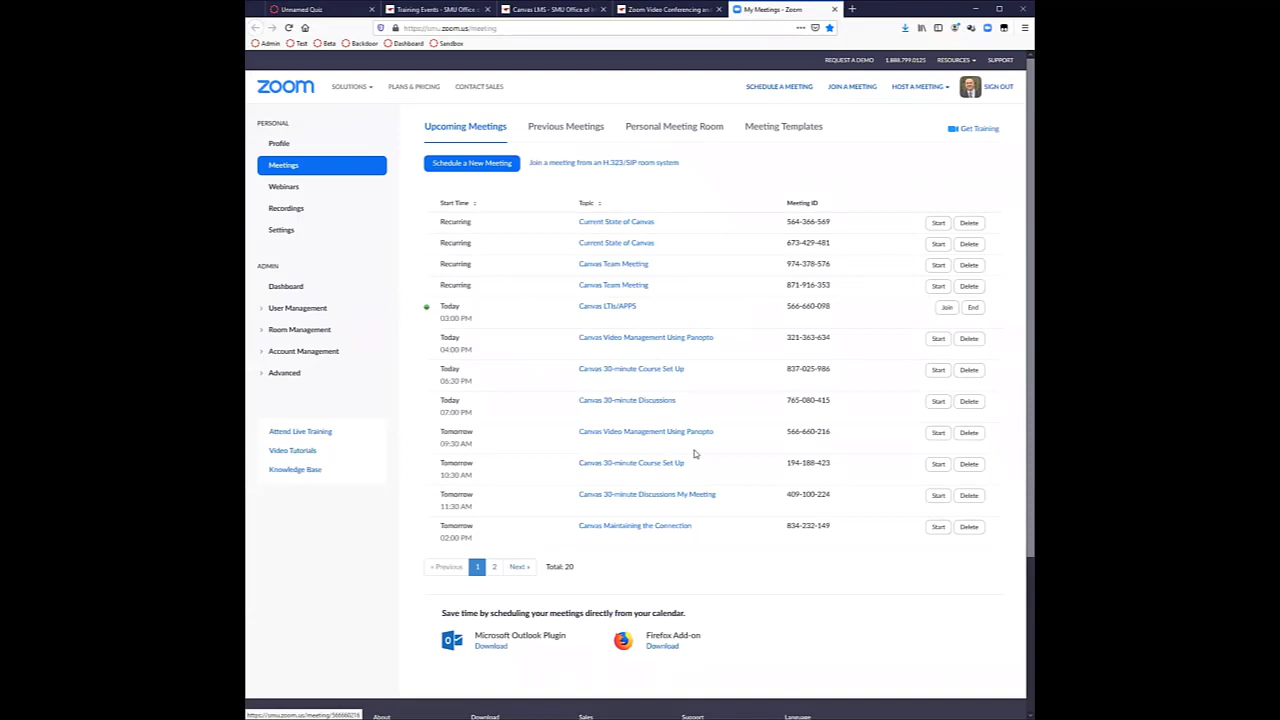 Unnamed Quiz
Training Events - SMU Office o
Canvas LMS - SMU Office of I
Zoom Video Conferencing and
My Meetings - Zoom
https://smu.zoom.us/meeting
Admin Test Beta Backdoor Dashboard Sandbox
REQUEST A DEMO 1.888.799.0125 RESOURCES SUPPORT
zoom SOLUTIONS PLANS & PRICING CONTACT SALES SCHEDULE A MEETING JOIN A MEETING HOST A MEETING SIGN OUT
PERSONAL
Profile
Meetings
Webinars
Recordings
Settings
ADMIN
Dashboard
User Management
Room Management
Account Management
Advanced
Attend Live Training
Video Tutorials
Knowledge Base
Upcoming Meetings Previous Meetings Personal Meeting Room Meeting Templates Get Training
Schedule a New Meeting Join a meeting from an H.323/SIP room system
Start Time Topic Meeting ID
Recurring Current State of Canvas 564-366-569 Start Delete
Recurring Current State of Canvas 673-429-481 Start Delete
Recurring Canvas Team Meeting 974-378-576 Start Delete
Recurring Canvas Team Meeting 871-916-353 Start Delete
Today Canvas LTIs/APPS 566-660-098 Join End
03:00 PM
Today Canvas Video Management Using Panopto 321-363-634 Start Delete
04:00 PM
Today Canvas 30-minute Course Set Up 837-025-986 Start Delete
06:30 PM
Today Canvas 30-minute Discussions 765-080-415 Start Delete
07:00 PM
Tomorrow Canvas Video Management Using Panopto 566-660-216 Start Delete
09:30 AM
Tomorrow Canvas 30-minute Course Set Up 194-188-423 Start Delete
10:30 AM
Tomorrow Canvas 30-minute Discussions My Meeting 409-100-224 Start Delete
11:30 AM
Tomorrow Canvas Maintaining the Connection 834-232-149 Start Delete
02:00 PM
« Previous 1 2 Next » Total: 20
Save time by scheduling your meetings directly from your calendar.
Microsoft Outlook Plugin
Download
Firefox Add-on
Download
https://smu.zoom.us/meeting/566660216
About Download Sales Support Language